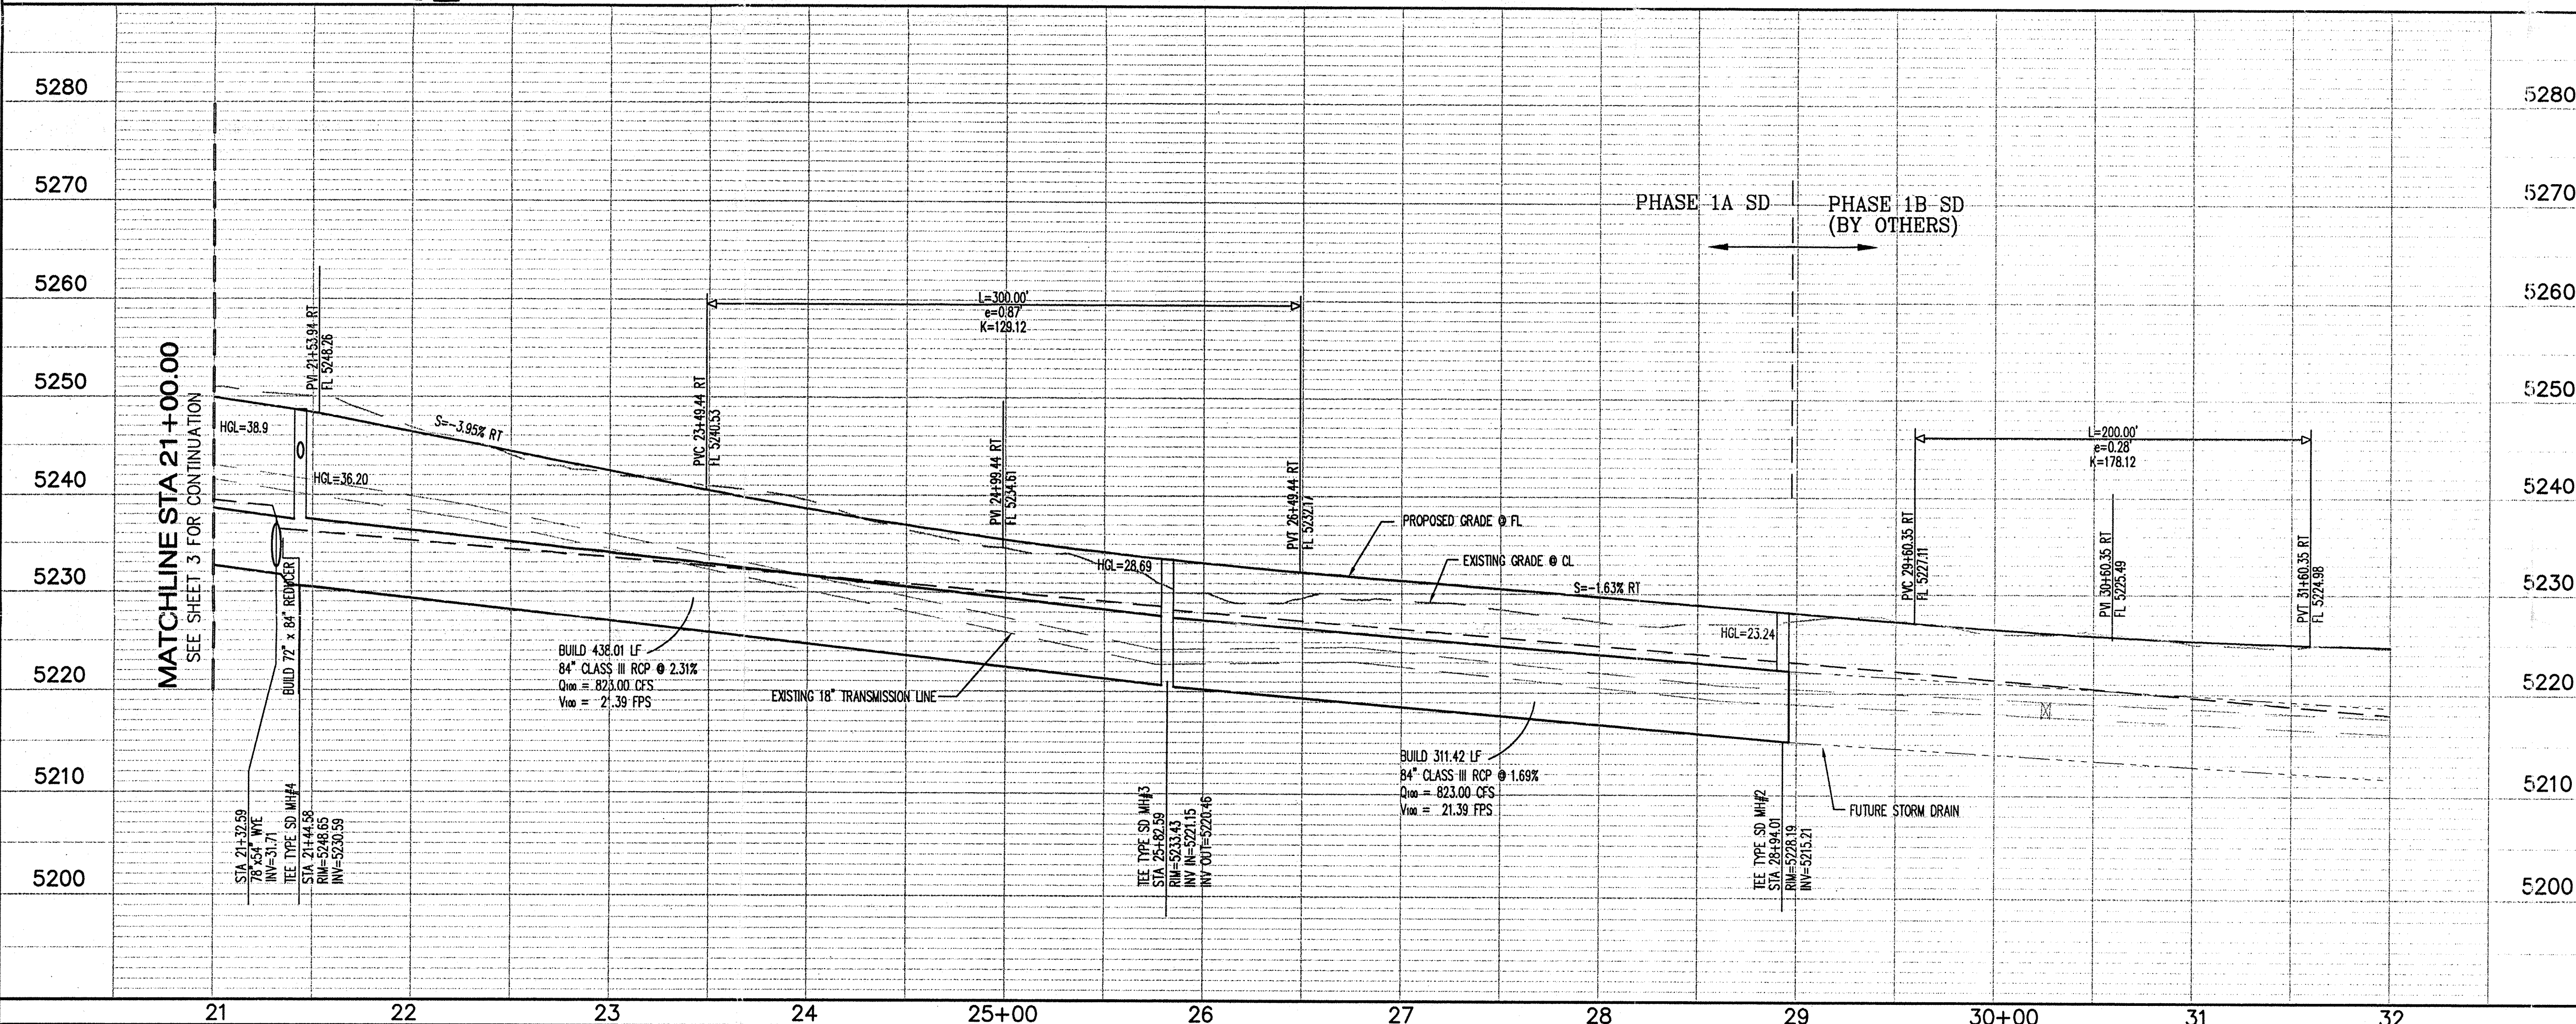 5280
5270
5260
5250
5240
5230
5220
5210
5200
MATCHLINE STA 21+00.00
SEE SHEET 3 FOR CONTINUATION
HGL=38.9
PVI 21+53.94 RT
FL 5248.26
HGL=36.20
S=-3.95% RT
BUILD 72" x 84" REDUCER
STA 21+32.59
78"x54" WYE
INV=31.71
TEE TYPE SD MH#4
STA 21+44.58
RIM=5248.65
INV=5230.59
BUILD 438.01 LF
84" CLASS III RCP @ 2.31%
Q100 = 823.00 CFS
V100 = 21.39 FPS
PVC 23+49.44 RT
FL 5240.53
L=300.00'
e=0.87'
K=129.12
PVI 24+99.44 RT
FL 5234.61
EXISTING 18" TRANSMISSION LINE
HGL=28.69
TEE TYPE SD MH#3
STA 25+82.59
RIM=5233.43
INV IN=5221.15
INV OUT=5220.46
PVT 26+49.44 RT
FL 5232.17
PROPOSED GRADE @ FL
EXISTING GRADE @ CL
S=-1.63% RT
BUILD 311.42 LF
84" CLASS III RCP @ 1.69%
Q100 = 823.00 CFS
V100 = 21.39 FPS
PHASE 1A SD
PHASE 1B SD
(BY OTHERS)
HGL=23.24
TEE TYPE SD MH#2
STA 28+94.01
RIM=5228.19
INV=5215.21
FUTURE STORM DRAIN
PVC 29+60.35 RT
FL 5227.11
L=200.00'
e=0.28'
K=178.12
PVI 30+60.35 RT
FL 5225.49
PVT 31+60.35 RT
FL 5224.98
5280
5270
5260
5250
5240
5230
5220
5210
5200
21
22
23
24
25+00
26
27
28
29
30+00
31
32